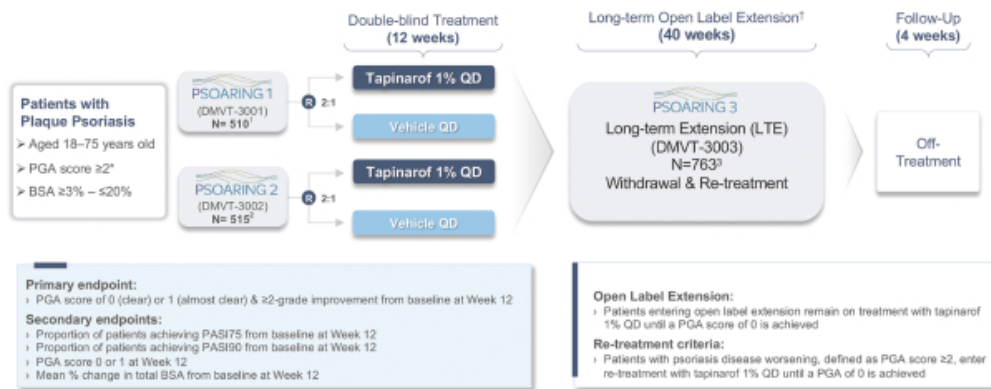 Double-blind Treatment
(12 weeks)
Long-term Open Label Extension†
(40 weeks)
Follow-Up
(4 weeks)
Patients with
Plaque Psoriasis
➢ Aged 18–75 years old
➢ PGA score ≥2*
➢ BSA ≥3% – ≤20%
PSOARING 1
(DMVT-3001)
N= 510¹
R 2:1
Tapinarof 1% QD
Vehicle QD
PSOARING 2
(DMVT-3002)
N= 515²
R 2:1
Tapinarof 1% QD
Vehicle QD
PSOARING 3
Long-term Extension (LTE)
(DMVT-3003)
N=763³
Withdrawal & Re-treatment
Off-
Treatment
Primary endpoint:
› PGA score of 0 (clear) or 1 (almost clear) & ≥2-grade improvement from baseline at Week 12
Secondary endpoints:
› Proportion of patients achieving PASI75 from baseline at Week 12
› Proportion of patients achieving PASI90 from baseline at Week 12
› PGA score 0 or 1 at Week 12
› Mean % change in total BSA from baseline at Week 12
Open Label Extension:
› Patients entering open label extension remain on treatment with tapinarof
1% QD until a PGA score of 0 is achieved
Re-treatment criteria:
› Patients with psoriasis disease worsening, defined as PGA score ≥2, enter
re-treatment with tapinarof 1% QD until a PGA of 0 is achieved